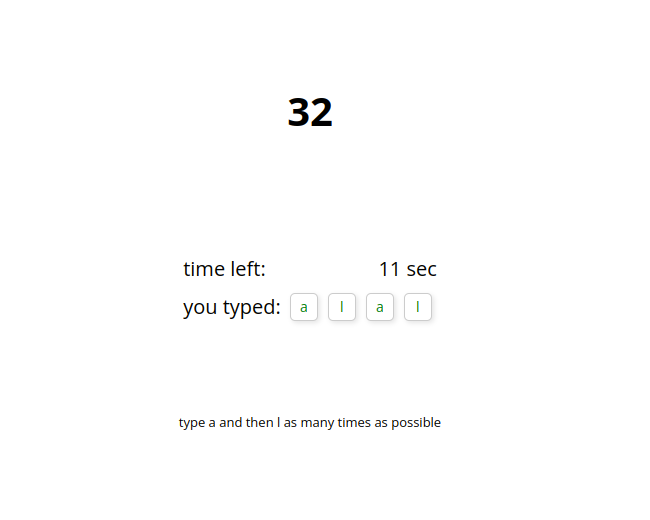 32
time left: 11 sec
you typed: a l a l
type a and then l as many times as possible